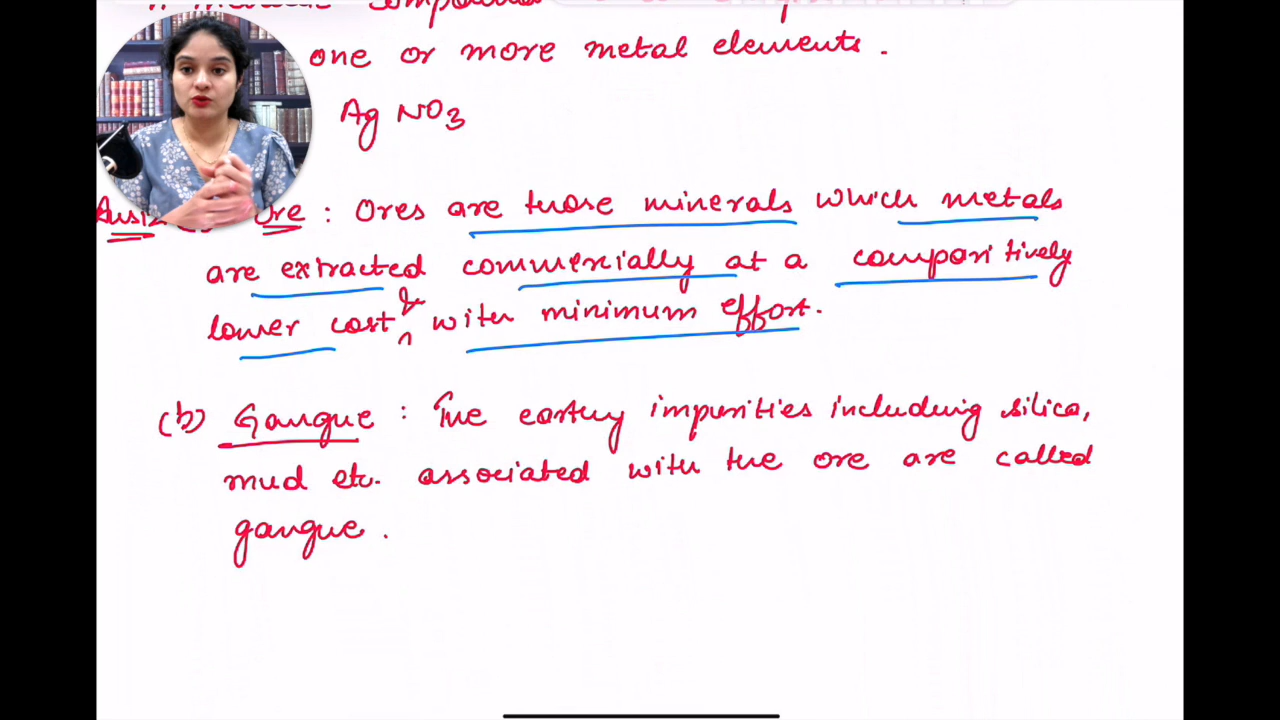 one or more metal elements.
Ag NO3
Ore : Ores are those minerals which metals
are extracted commercially at a comparitively
lower cost & with minimum effort.
(b) Gangue : The earthy impurities including silica,
mud etc. associated with the ore are called
gangue.